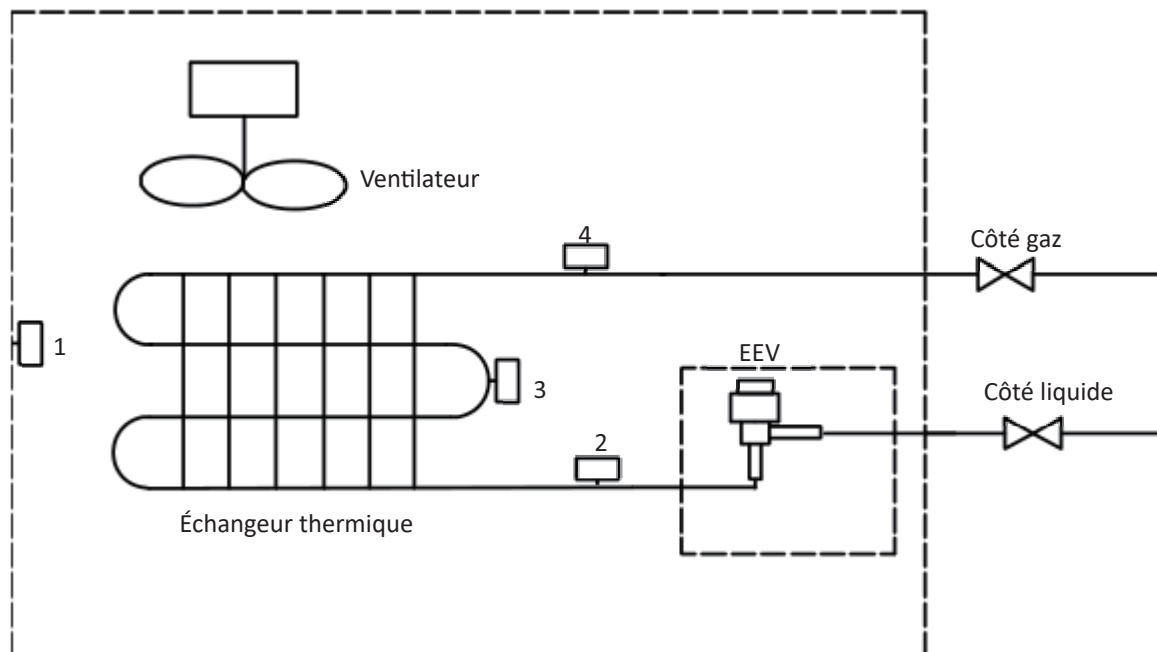 Ventilateur
4
Côté gaz
1
EEV
3
Côté liquide
2
Échangeur thermique